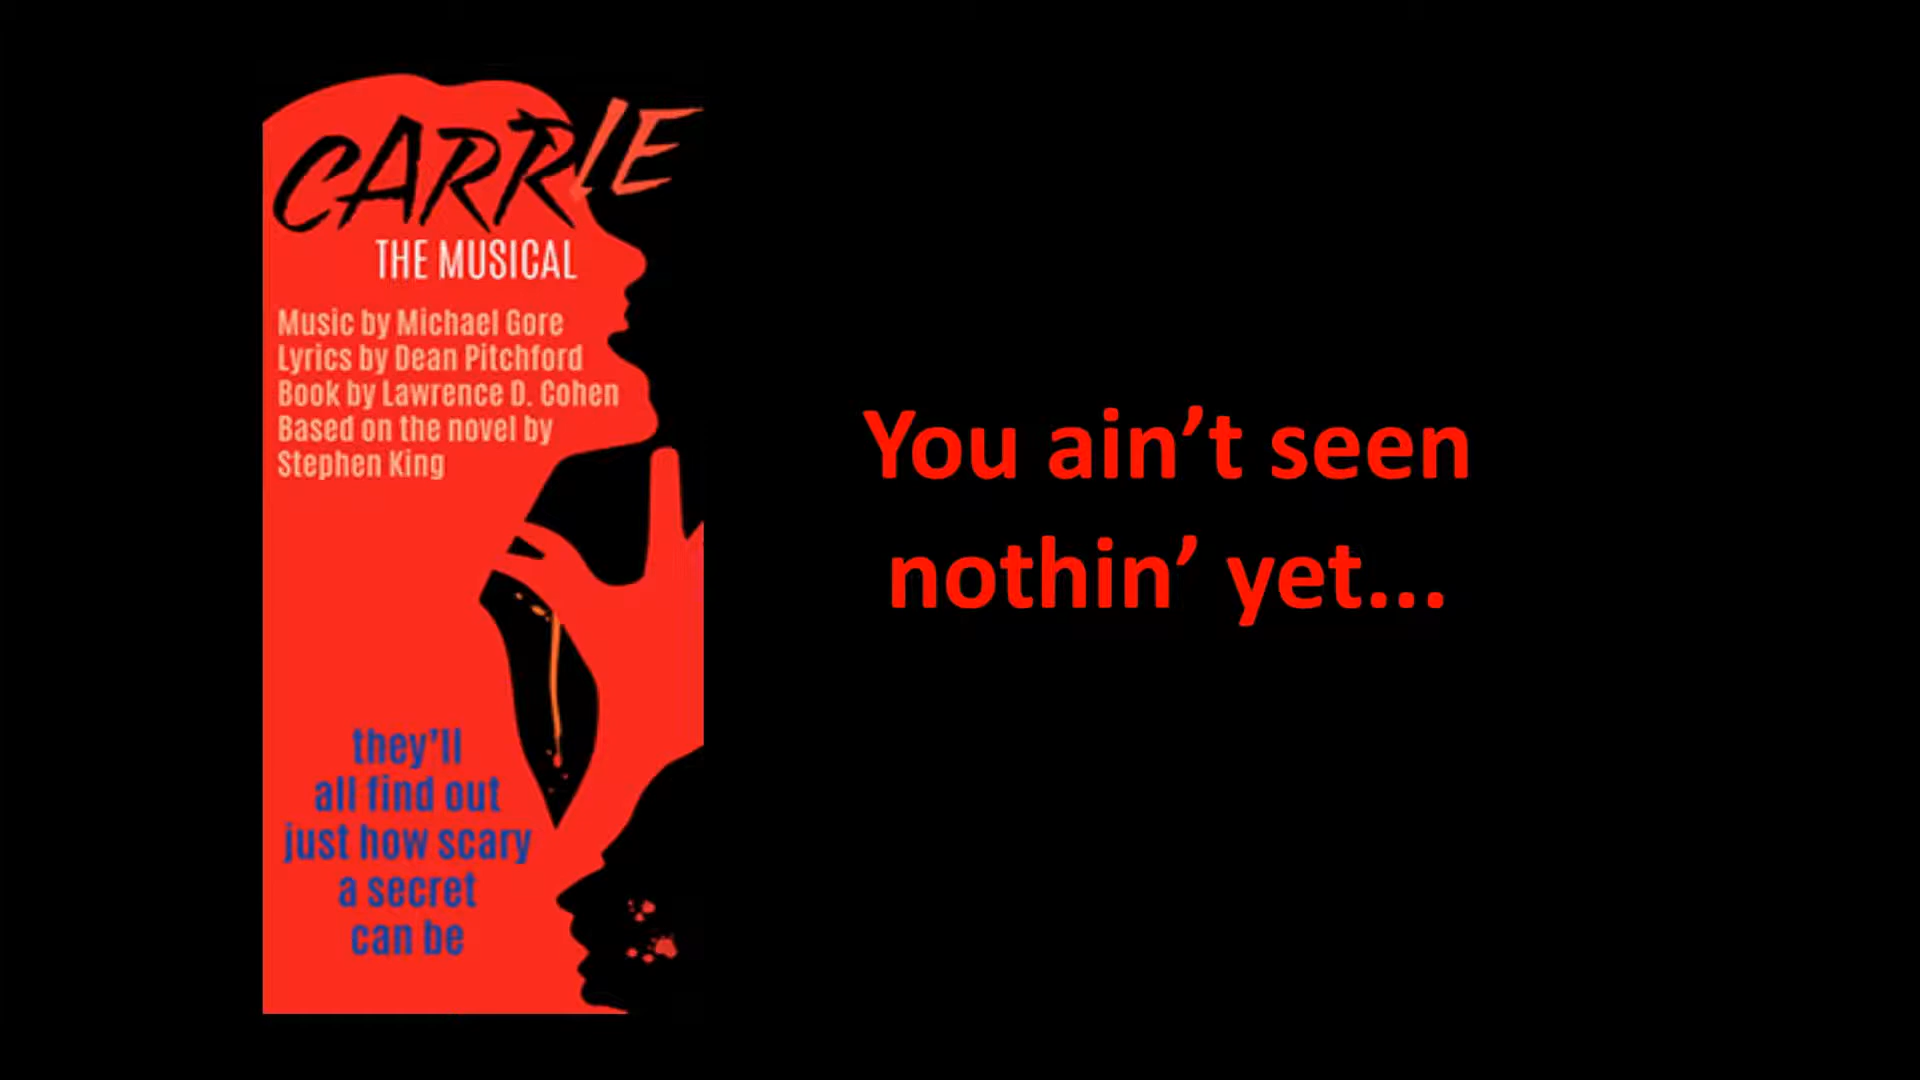 CARRIE
THE MUSICAL
Music by Michael Gore
Lyrics by Dean Pitchford
Book by Lawrence D. Cohen
Based on the novel by
Stephen King
they’ll
all find out
just how scary
a secret
can be
You ain’t seen
nothin’ yet...